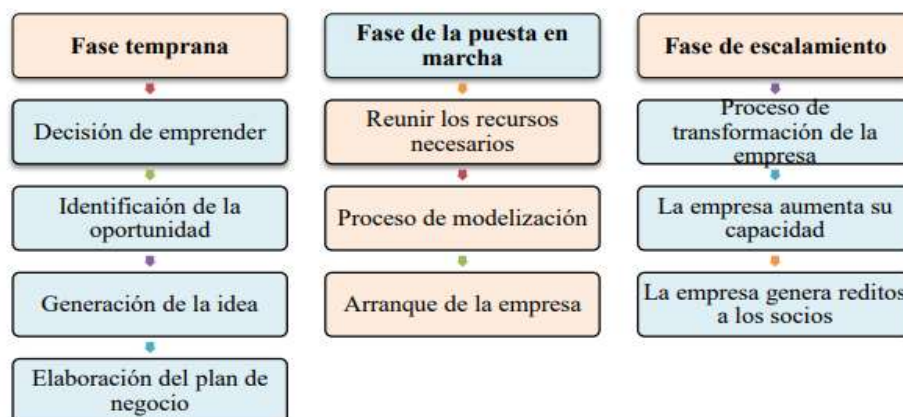 Fase temprana
Decisión de emprender
Identificaión de la
oportunidad
Generación de la idea
Elaboración del plan de
negocio
Fase de la puesta en
marcha
Reunir los recursos
necesarios
Proceso de modelización
Arranque de la empresa
Fase de escalamiento
Proceso de
transformación de la
empresa
La empresa aumenta su
capacidad
La empresa genera reditos
a los socios